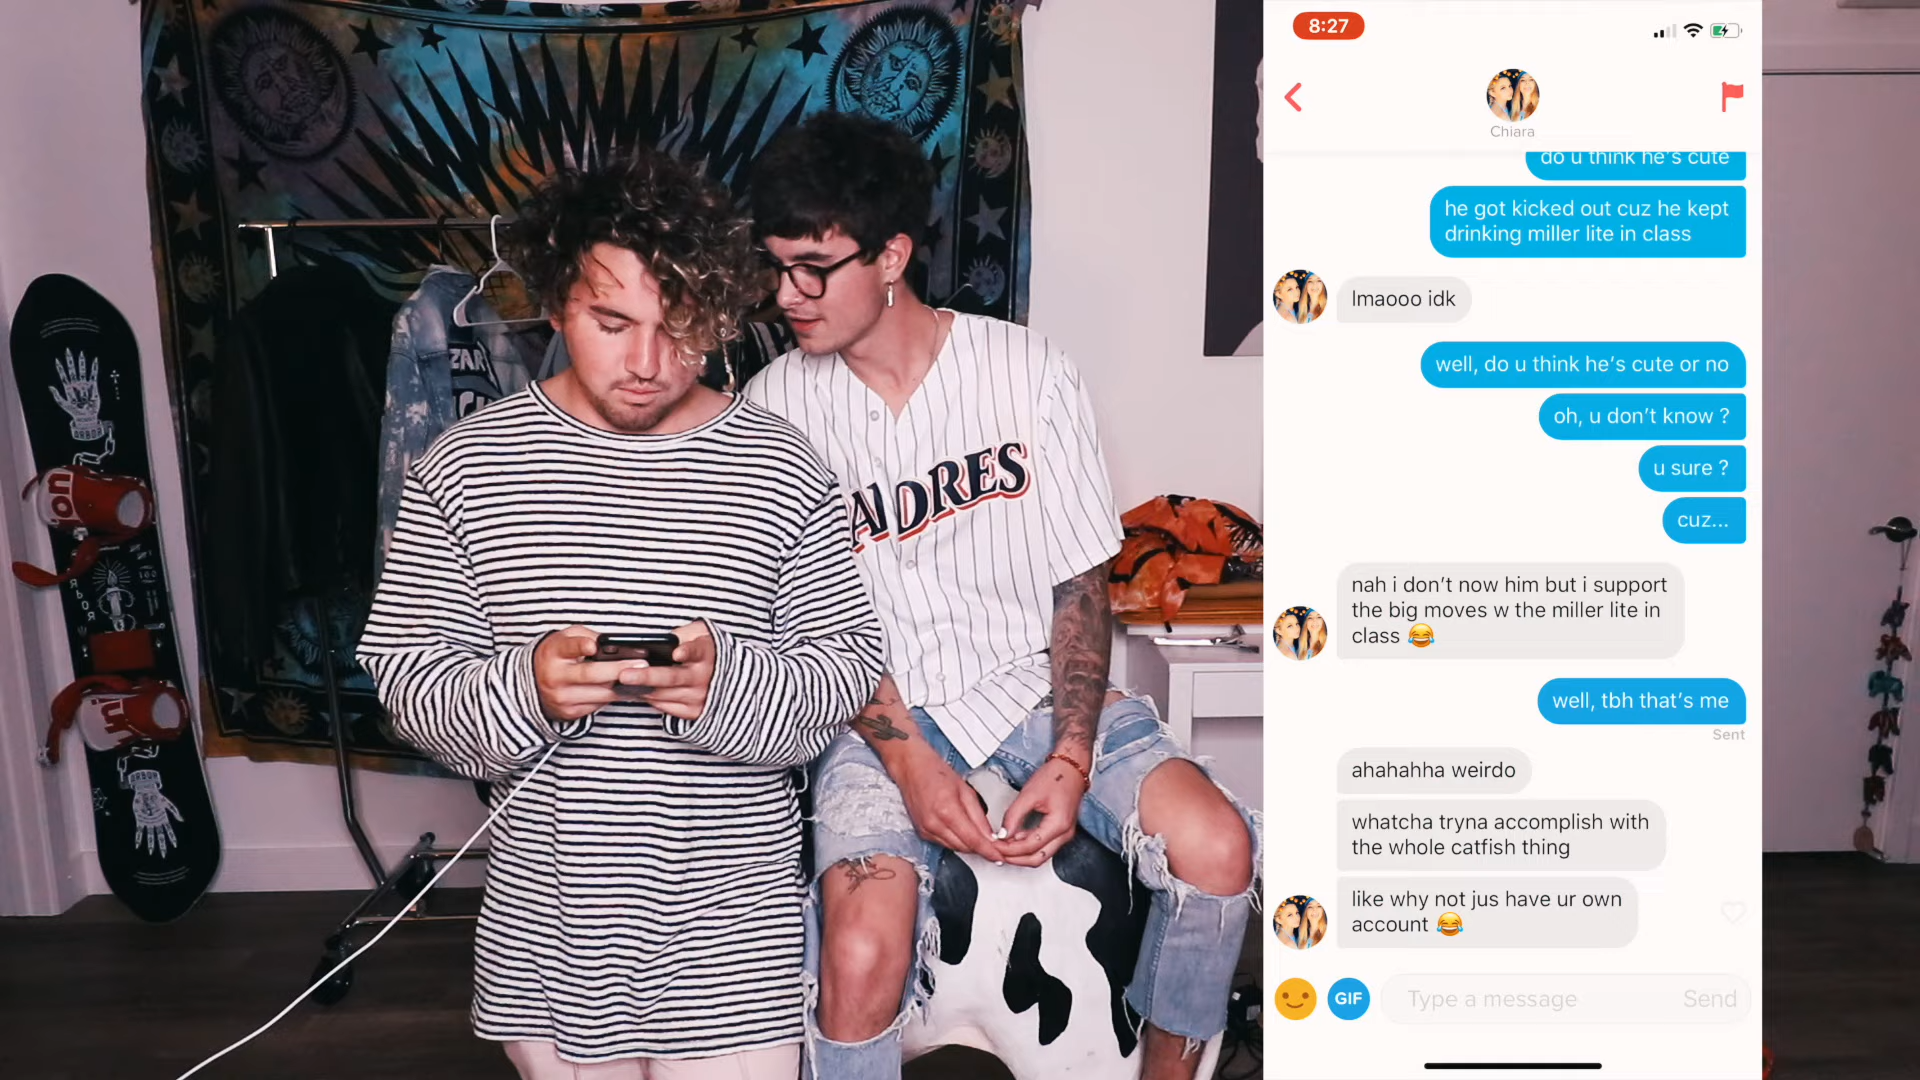 8:27
Chiara
do u think he's cute
he got kicked out cuz he kept
drinking miller lite in class
lmaooo idk
well, do u think he's cute or no
oh, u don't know ?
u sure ?
cuz...
nah i don't now him but i support
the big moves w the miller lite in
class 😂
well, tbh that's me
Sent
ahahahha weirdo
whatcha tryna accomplish with
the whole catfish thing
like why not jus have ur own
account 😂
GIF
Type a message
Send
ADRES
ARBOR
ARBOR